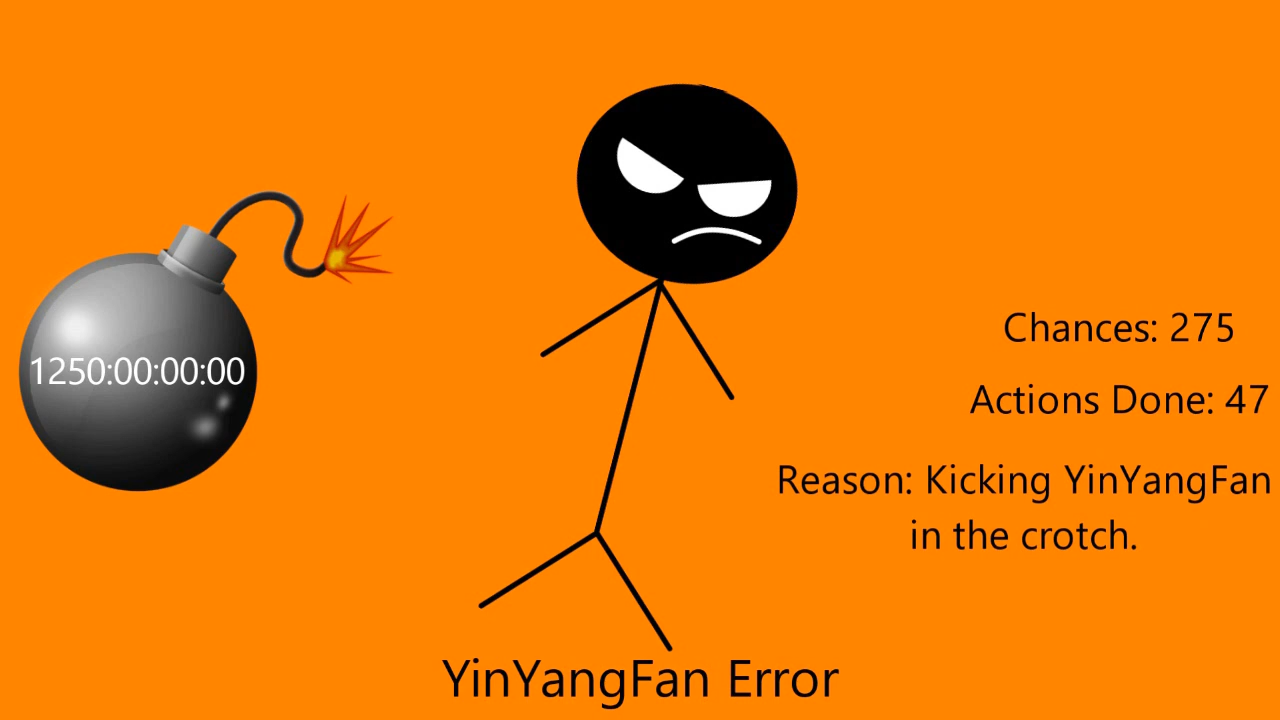 Chances: 275
1250:00:00:00
Actions Done: 47
Reason: Kicking YinYangFan
in the crotch.
YinYangFan Error